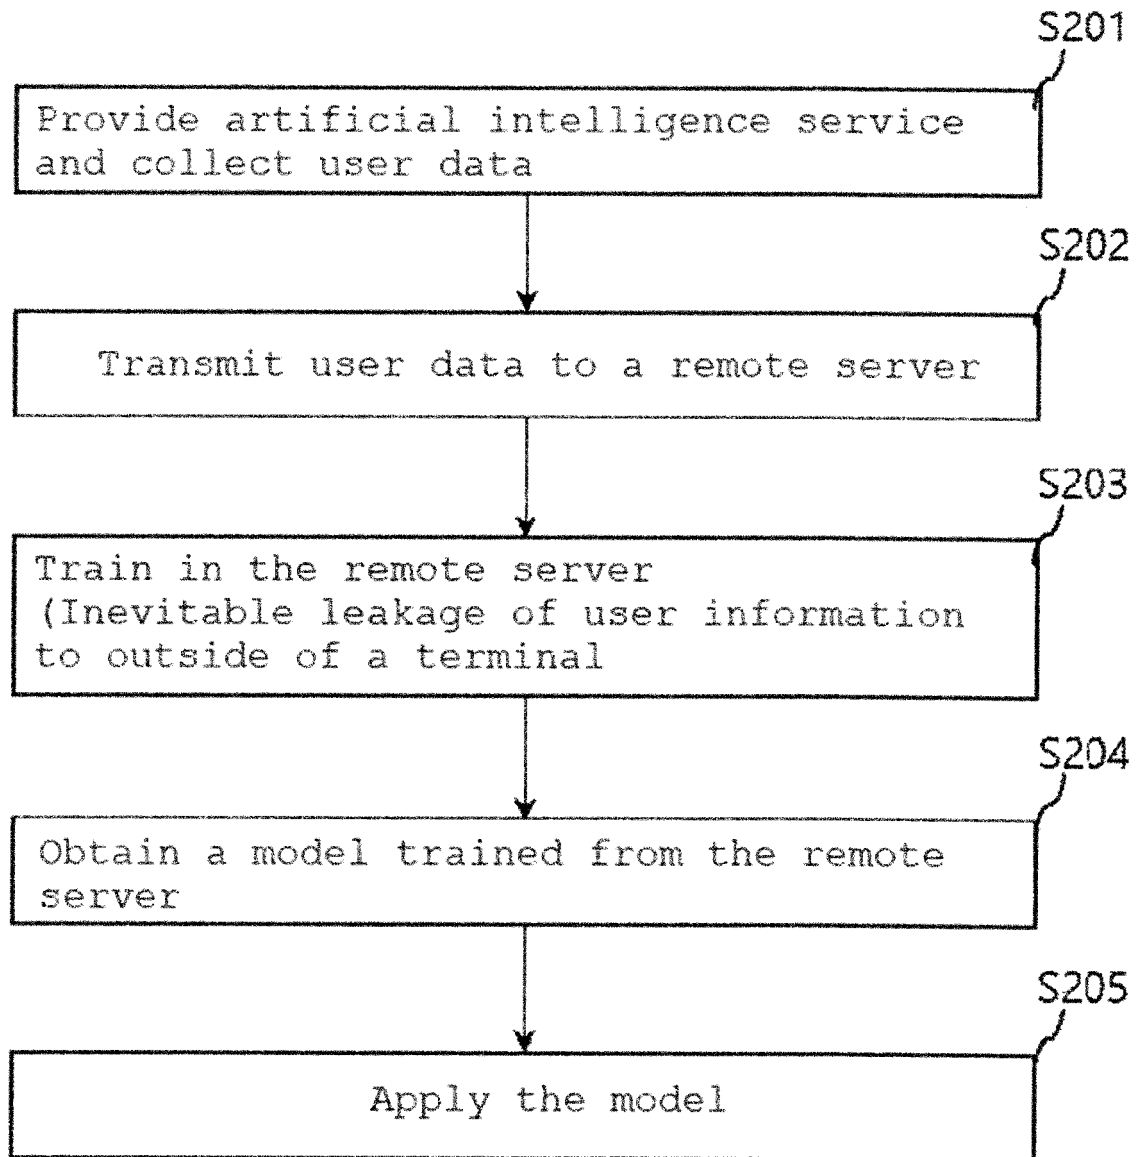 S201
Provide artificial intelligence service
and collect user data
S202
Transmit user data to a remote server
S203
Train in the remote server
(Inevitable leakage of user information
to outside of a terminal
S204
Obtain a model trained from the remote
server
S205
Apply the model